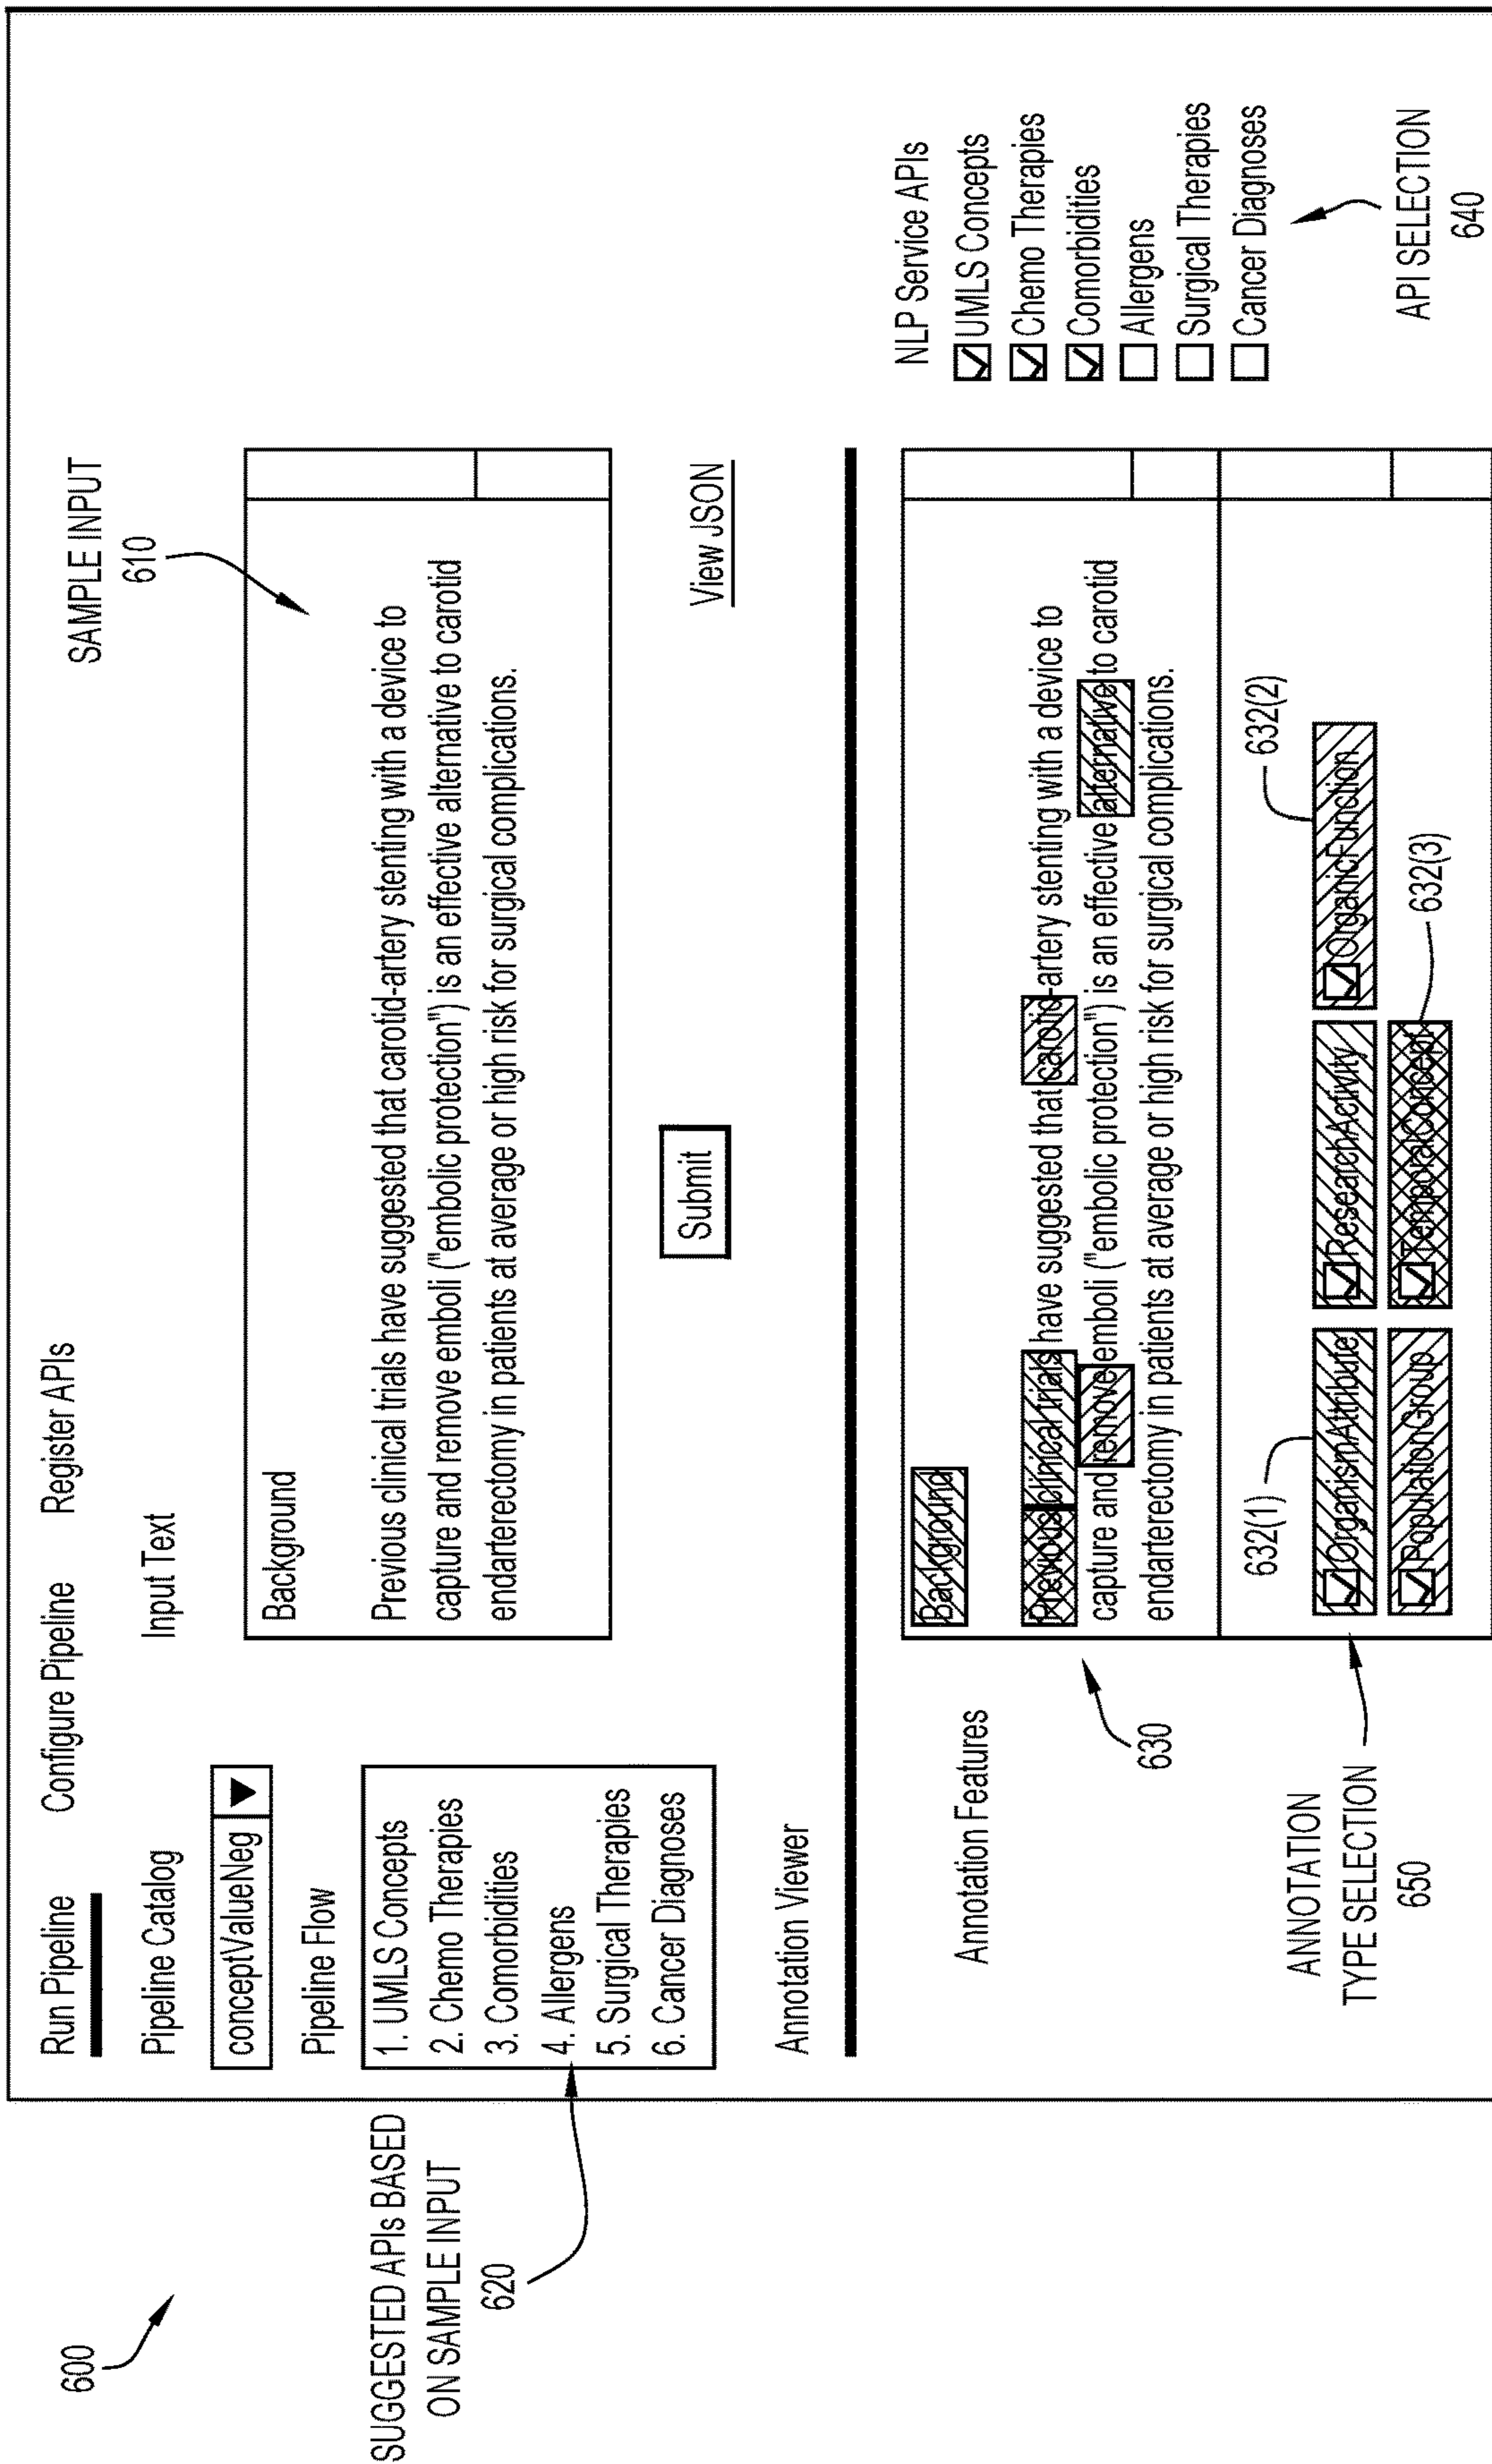 600
SUGGESTED APIs BASED
ON SAMPLE INPUT
620
Run Pipeline
Configure Pipeline
Register APIs
Pipeline Catalog
conceptValueNeg
Pipeline Flow
1. UMLS Concepts
2. Chemo Therapies
3. Comorbidities
4. Allergens
5. Surgical Therapies
6. Cancer Diagnoses
SAMPLE INPUT
610
Input Text
Background
Previous clinical trials have suggested that carotid-artery stenting with a device to
capture and remove emboli ("embolic protection") is an effective alternative to carotid
endarterectomy in patients at average or high risk for surgical complications.
Submit
View JSON
Annotation Viewer
Annotation Features
630
Background
Previous clinical trials have suggested that carotid-artery stenting with a device to
capture and remove emboli ("embolic protection") is an effective alternative to carotid
endarterectomy in patients at average or high risk for surgical complications.
ANNOTATION
TYPE SELECTION
650
632(1)
632(2)
OrganismAttribute
ResearchActivity
OrganicFunction
PopulationGroup
TemporalConcept
632(3)
NLP Service APIs
UMLS Concepts
Chemo Therapies
Comorbidities
Allergens
Surgical Therapies
Cancer Diagnoses
API SELECTION
640